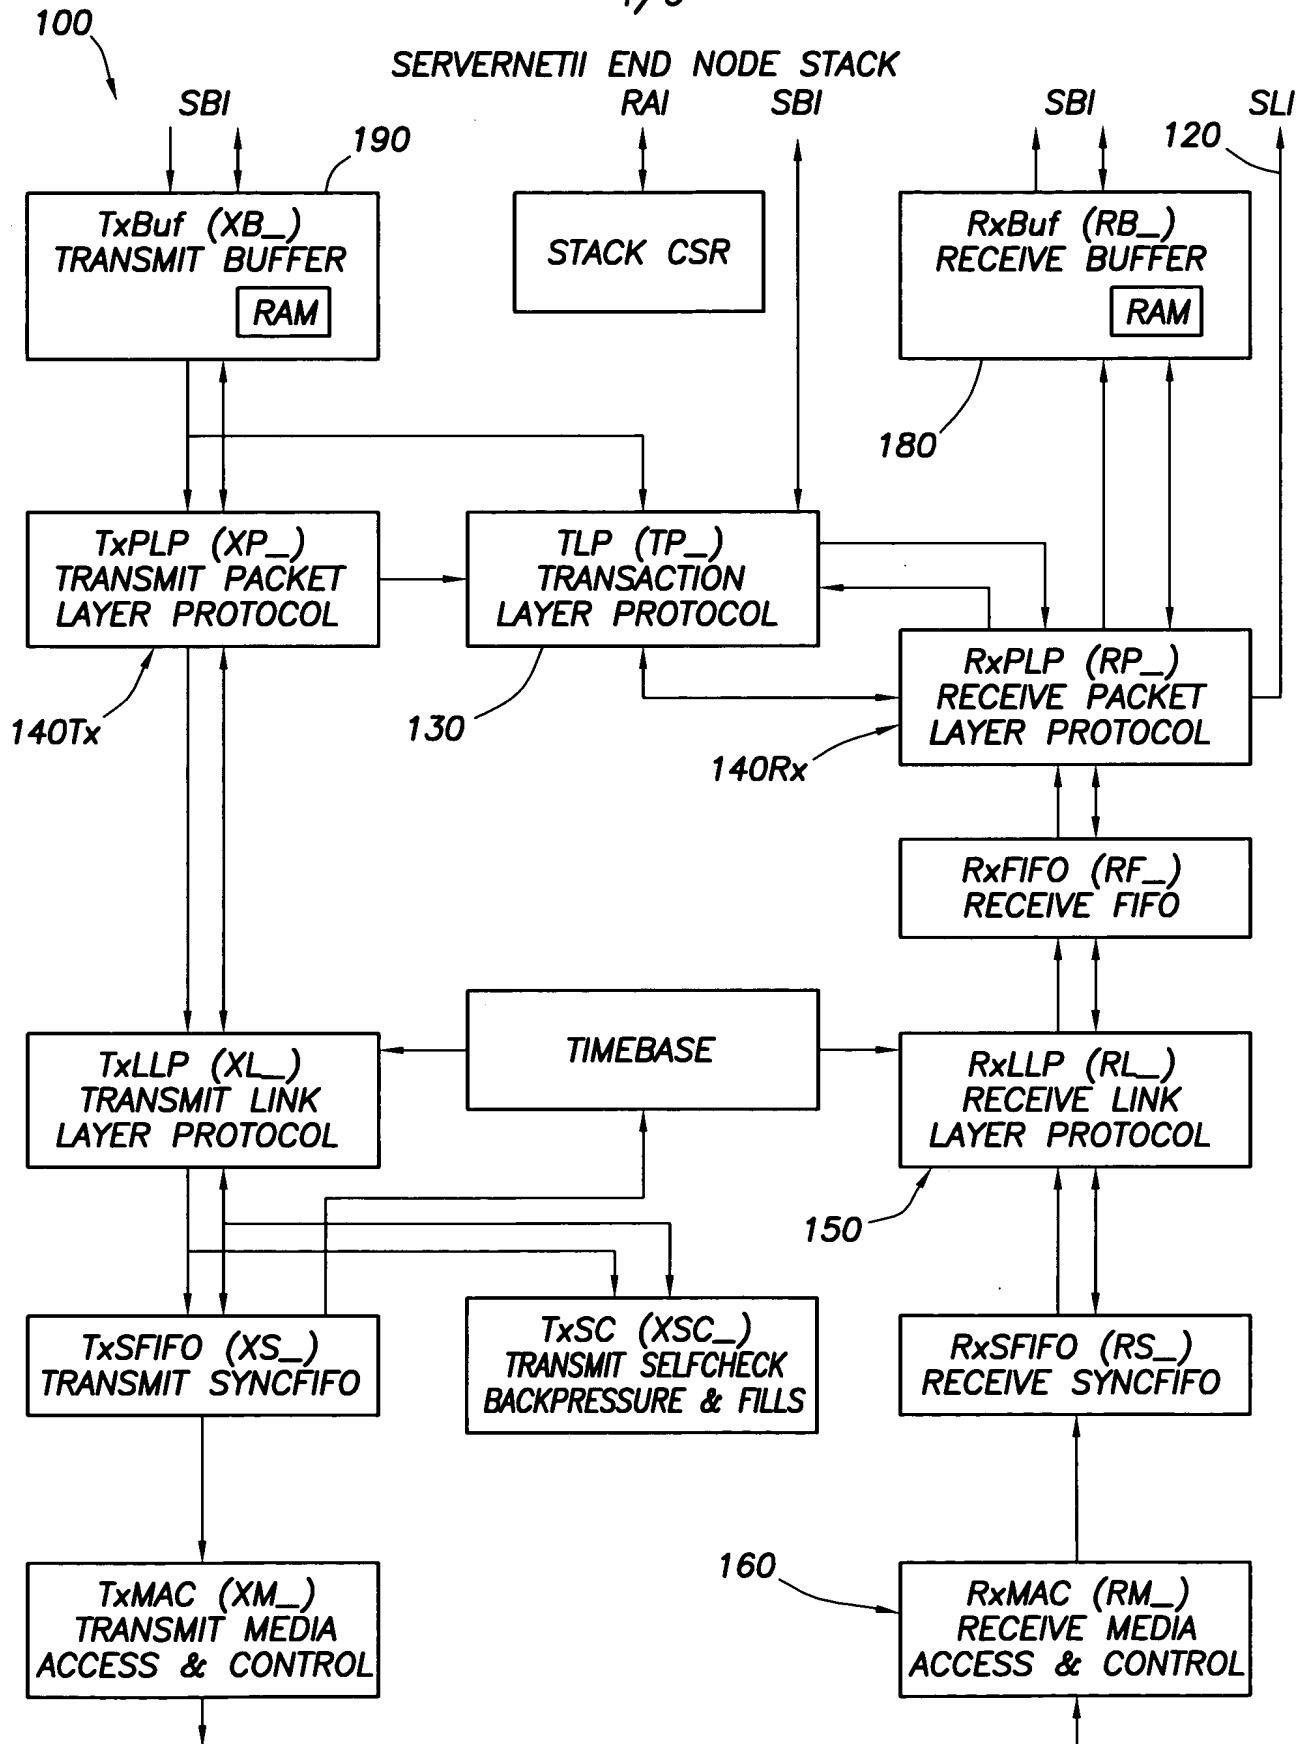 100
SERVERNETII END NODE STACK
SBI
RAI
SBI
SBI
SLI
190
120
TxBuf (XB_)
TRANSMIT BUFFER
RAM
STACK CSR
RxBuf (RB_)
RECEIVE BUFFER
RAM
180
TxPLP (XP_)
TRANSMIT PACKET
LAYER PROTOCOL
TLP (TP_)
TRANSACTION
LAYER PROTOCOL
RxPLP (RP_)
RECEIVE PACKET
LAYER PROTOCOL
140Tx
130
140Rx
RxFIFO (RF_)
RECEIVE FIFO
TxLLP (XL_)
TRANSMIT LINK
LAYER PROTOCOL
TIMEBASE
RxLLP (RL_)
RECEIVE LINK
LAYER PROTOCOL
150
TxSFIFO (XS_)
TRANSMIT SYNCFIFO
TxSC (XSC_)
TRANSMIT SELFCHECK
BACKPRESSURE & FILLS
RxSFIFO (RS_)
RECEIVE SYNCFIFO
160
TxMAC (XM_)
TRANSMIT MEDIA
ACCESS & CONTROL
RxMAC (RM_)
RECEIVE MEDIA
ACCESS & CONTROL